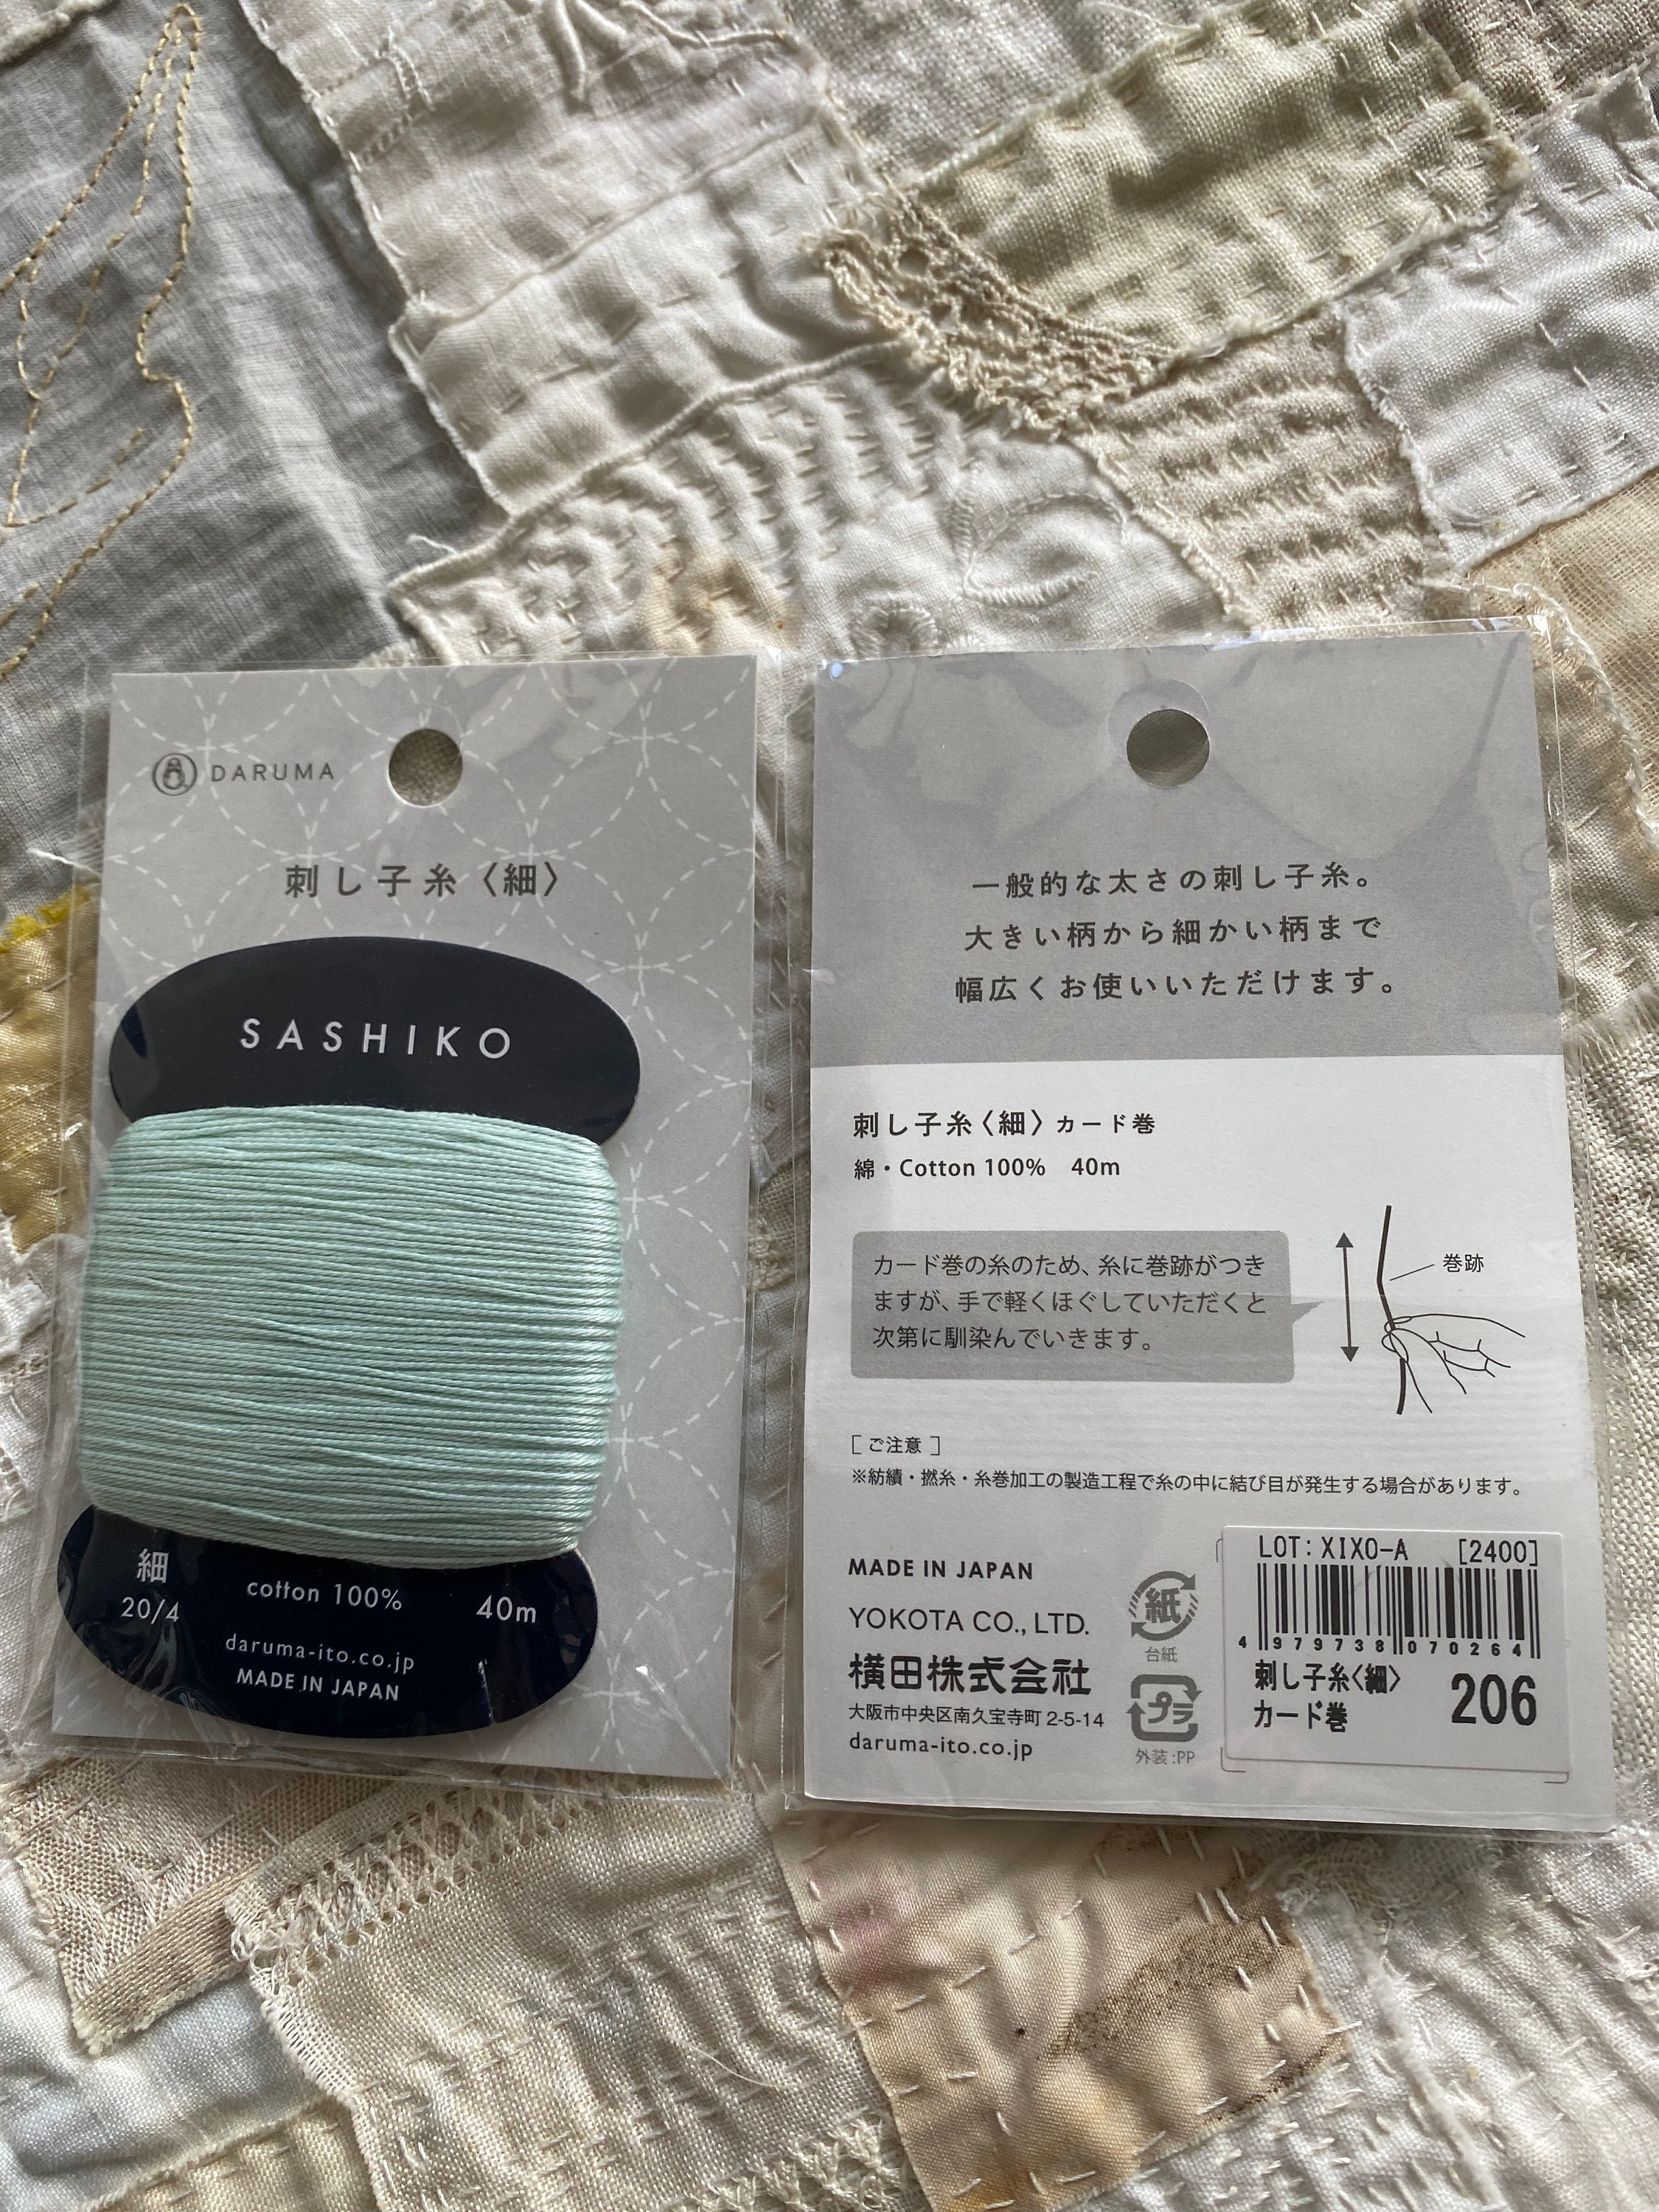 DARUMA
刺し子糸〈細〉
SASHIKO
細
20/4
cotton 100%
40m
daruma-ito.co.jp
MADE IN JAPAN
一般的な太さの刺し子糸。
大きい柄から細かい柄まで
幅広くお使いいただけます。
刺し子糸〈細〉カード巻
綿・Cotton 100% 40m
カード巻の糸のため、糸に巻跡がつき
ますが、手で軽くほぐしていただくと
次第に馴染んでいきます。
巻跡
［ご注意］
※紡績・撚糸・糸巻加工の製造工程で糸の中に結び目が発生する場合があります。
MADE IN JAPAN
YOKOTA CO., LTD.
横田株式会社
大阪市中央区南久宝寺町 2-5-14
daruma-ito.co.jp
紙
台紙
プラ
外装:PP
LOT: XIXO-A [2400]
4 979738 070264
刺し子糸〈細〉
カード巻
206